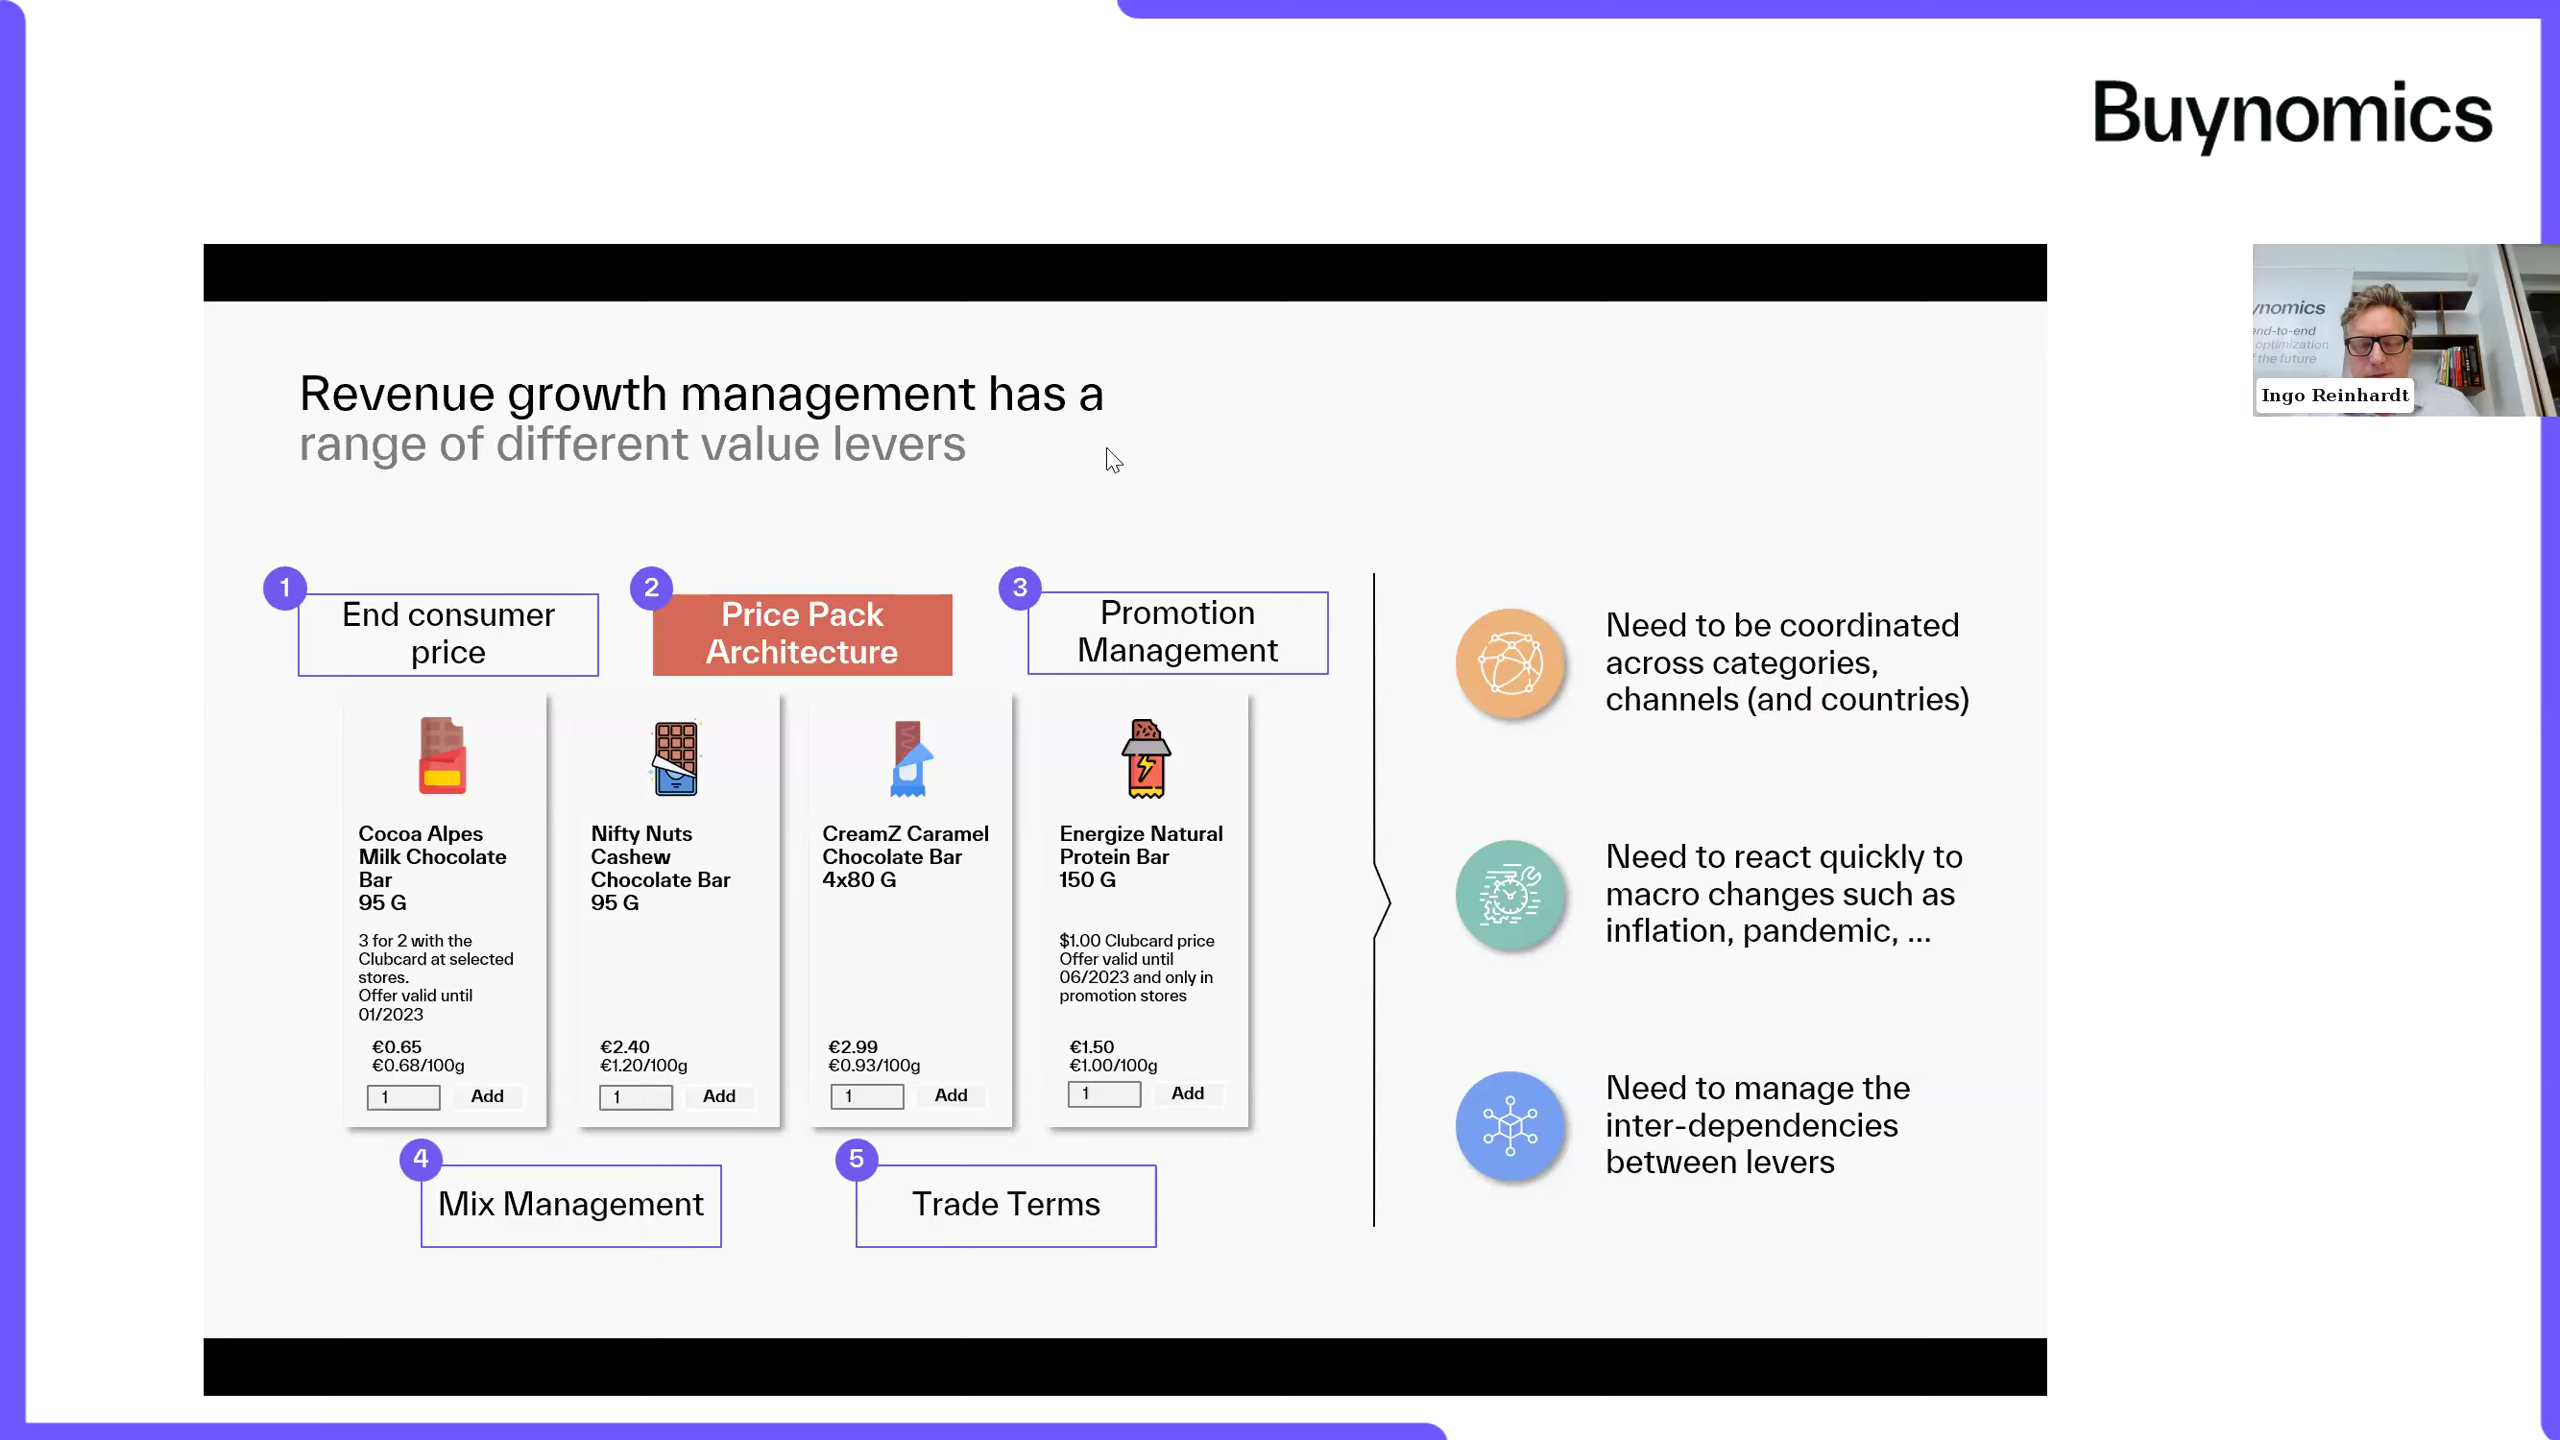 Buynomics
ynomics
end-to-end
optimization
the future
Ingo Reinhardt
Revenue growth management has a
range of different value levers
1
End consumer
price
2
Price Pack
Architecture
3
Promotion
Management
Cocoa Alpes
Milk Chocolate
Bar
95 G
3 for 2 with the
Clubcard at selected
stores.
Offer valid until
01/2023
€0.65
€0.68/100g
1 Add
Nifty Nuts
Cashew
Chocolate Bar
95 G
€2.40
€1.20/100g
1 Add
CreamZ Caramel
Chocolate Bar
4x80 G
€2.99
€0.93/100g
1 Add
Energize Natural
Protein Bar
150 G
$1.00 Clubcard price
Offer valid until
06/2023 and only in
promotion stores
€1.50
€1.00/100g
1 Add
4
Mix Management
5
Trade Terms
Need to be coordinated
across categories,
channels (and countries)
Need to react quickly to
macro changes such as
inflation, pandemic, ...
Need to manage the
inter-dependencies
between levers